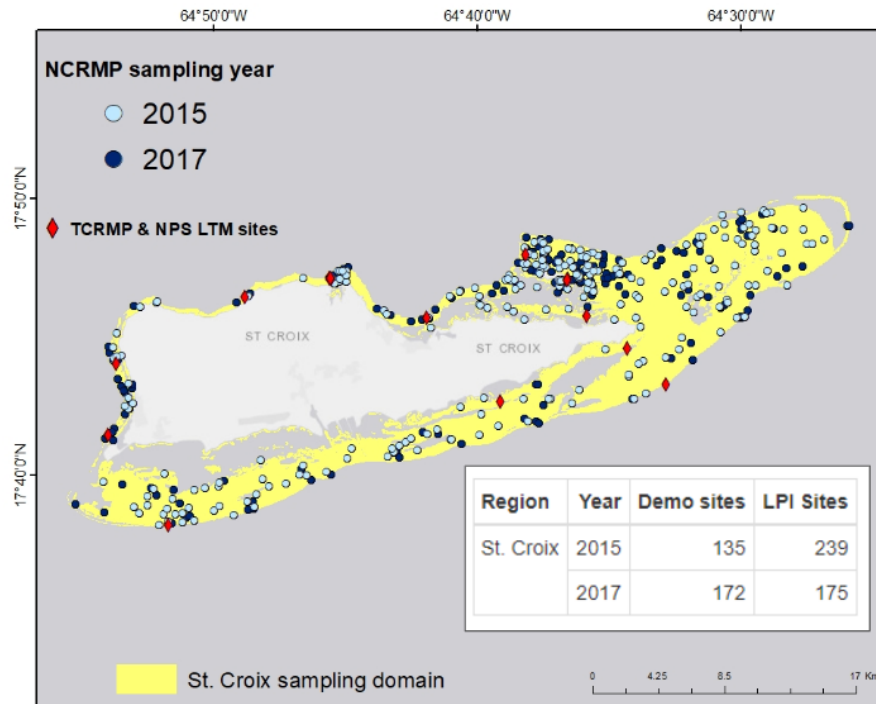 64°50'0"W 64°40'0"W 64°30'0"W
NCRMP sampling year
2015
2017
17°50'0"N
TCRMP & NPS LTM sites
ST CROIX
ST CROIX
17°40'0"N
Region Year Demo sites LPI Sites
St. Croix 2015 135 239
2017 172 175
St. Croix sampling domain
0 4.25 8.5 17 Km